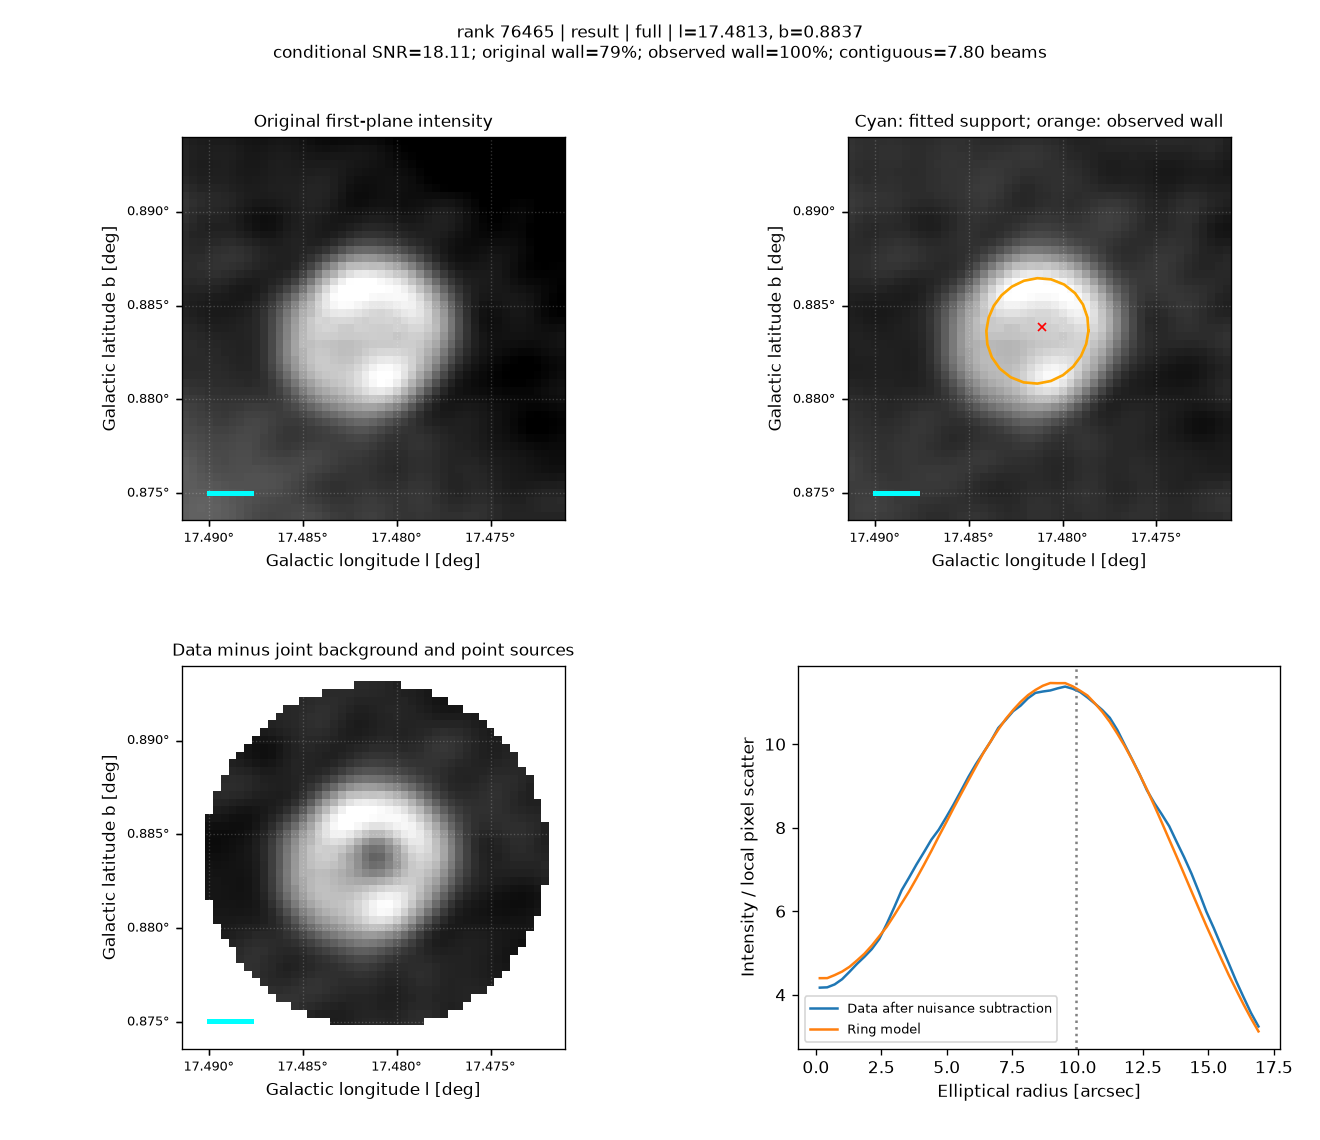 rank 76465 | result | full | l=17.4813, b=0.8837
conditional SNR=18.11; original wall=79%; observed wall=100%; contiguous=7.80 beams
Original first-plane intensity
0.890°
0.885°
0.880°
0.875°
17.490°
17.485°
17.480°
17.475°
Galactic longitude l [deg]
Galactic latitude b [deg]
Cyan: fitted support; orange: observed wall
0.890°
0.885°
0.880°
0.875°
17.490°
17.485°
17.480°
17.475°
Galactic longitude l [deg]
Galactic latitude b [deg]
Data minus joint background and point sources
0.890°
0.885°
0.880°
0.875°
17.490°
17.485°
17.480°
17.475°
Galactic longitude l [deg]
Galactic latitude b [deg]
10
8
6
4
0.0
2.5
5.0
7.5
10.0
12.5
15.0
17.5
Elliptical radius [arcsec]
Intensity / local pixel scatter
Data after nuisance subtraction
Ring model